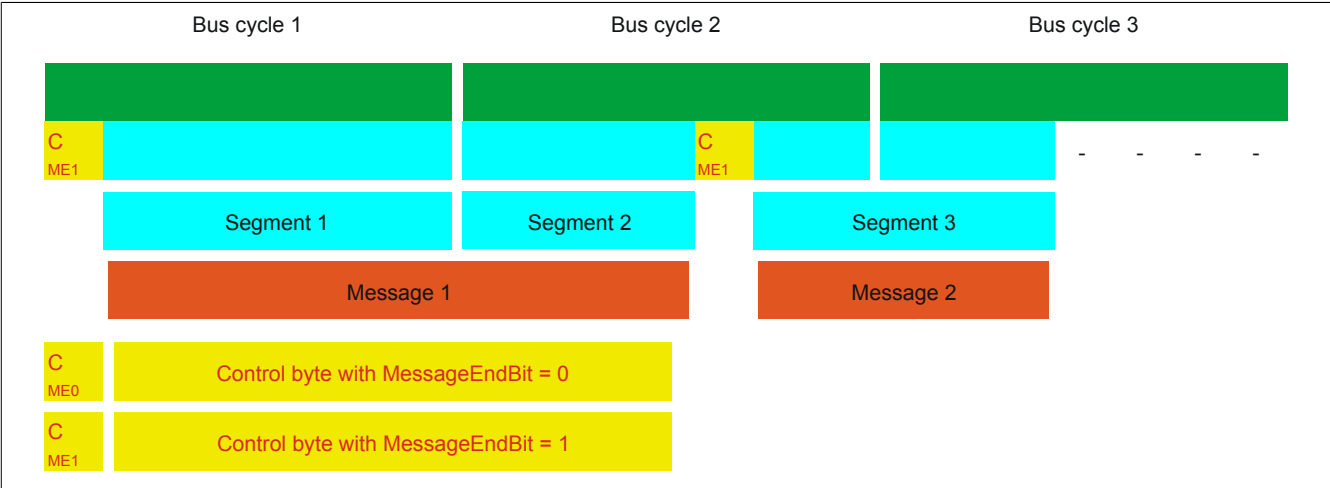 Bus cycle 1 Bus cycle 2 Bus cycle 3
C C
ME1 ME1 - - - -
Segment 1 Segment 2 Segment 3
Message 1 Message 2
C
ME0
Control byte with MessageEndBit = 0
C
ME1
Control byte with MessageEndBit = 1